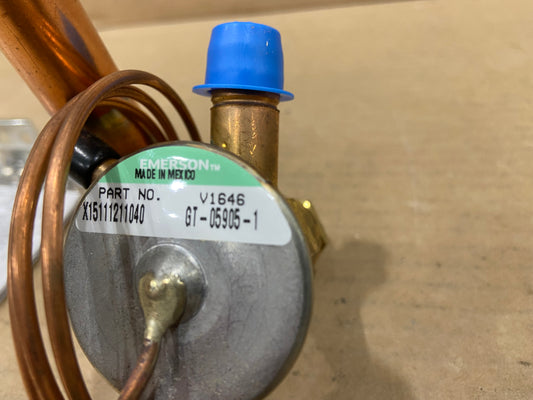 EMERSON™
MADE IN MEXICO
PART NO. V1646
X15111211040 GT-05905-1